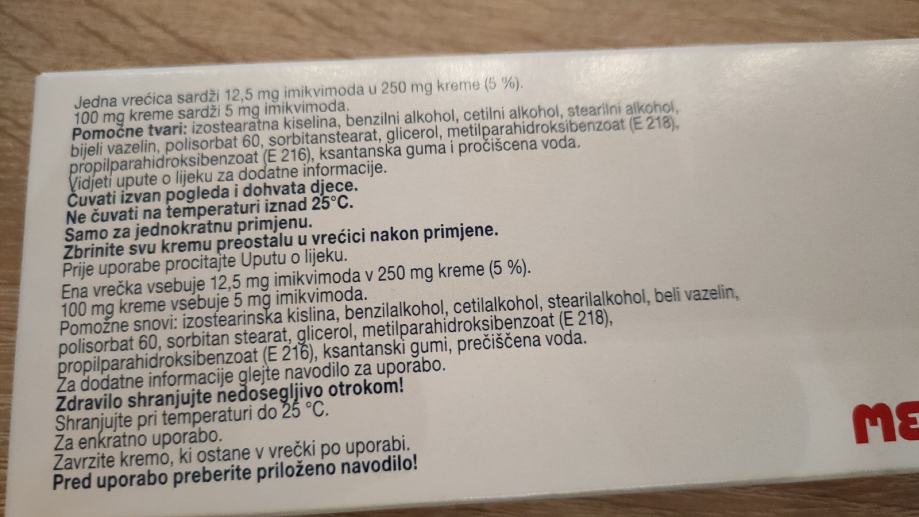 Jedna vrećica sardži 12,5 mg imikvimoda u 250 mg kreme (5 %).
100 mg kreme sardži 5 mg imikvimoda.
Pomoćne tvari: izostearatna kiselina, benzilni alkohol, cetilni alkohol, stearilni alkohol,
bijeli vazelin, polisorbat 60, sorbitanstearat, glicerol, metilparahidroksibenzoat (E 218),
propilparahidroksibenzoat (E 216), ksantanska guma i pročišcena voda.
Vidjeti upute o lijeku za dodatne informacije.
Čuvati izvan pogleda i dohvata djece.
Ne čuvati na temperaturi iznad 25°C.
Samo za jednokratnu primjenu.
Zbrinite svu kremu preostalu u vrećici nakon primjene.
Prije uporabe procitajte Uputu o lijeku.
Ena vrečka vsebuje 12,5 mg imikvimoda v 250 mg kreme (5 %).
100 mg kreme vsebuje 5 mg imikvimoda.
Pomožne snovi: izostearinska kislina, benzilalkohol, cetilalkohol, stearilalkohol, beli vazelin,
polisorbat 60, sorbitan stearat, glicerol, metilparahidroksibenzoat (E 218),
propilparahidroksibenzoat (E 216), ksantanski gumi, prečiščena voda.
Za dodatne informacije glejte navodilo za uporabo.
Zdravilo shranjujte nedosegljivo otrokom!
Shranjujte pri temperaturi do 25 °C.
Za enkratno uporabo.
Zavrzite kremo, ki ostane v vrečki po uporabi.
Pred uporabo preberite priloženo navodilo!